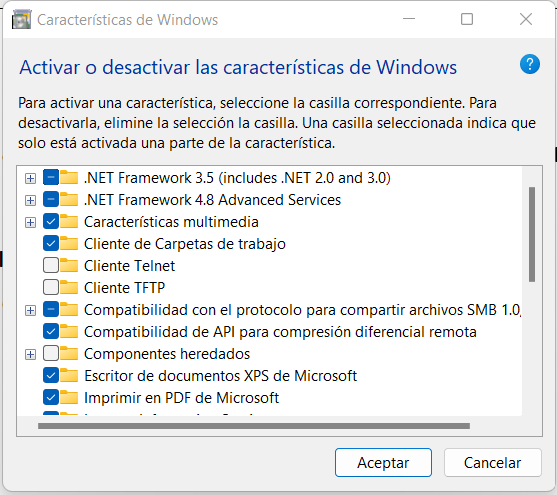 Características de Windows
Activar o desactivar las características de Windows
?
Para activar una característica, seleccione la casilla correspondiente. Para
desactivarla, elimine la selección la casilla. Una casilla seleccionada indica que
solo está activada una parte de la característica.
.NET Framework 3.5 (includes .NET 2.0 and 3.0)
.NET Framework 4.8 Advanced Services
Características multimedia
Cliente de Carpetas de trabajo
Cliente Telnet
Cliente TFTP
Compatibilidad con el protocolo para compartir archivos SMB 1.0,
Compatibilidad de API para compresión diferencial remota
Componentes heredados
Escritor de documentos XPS de Microsoft
Imprimir en PDF de Microsoft
Aceptar
Cancelar